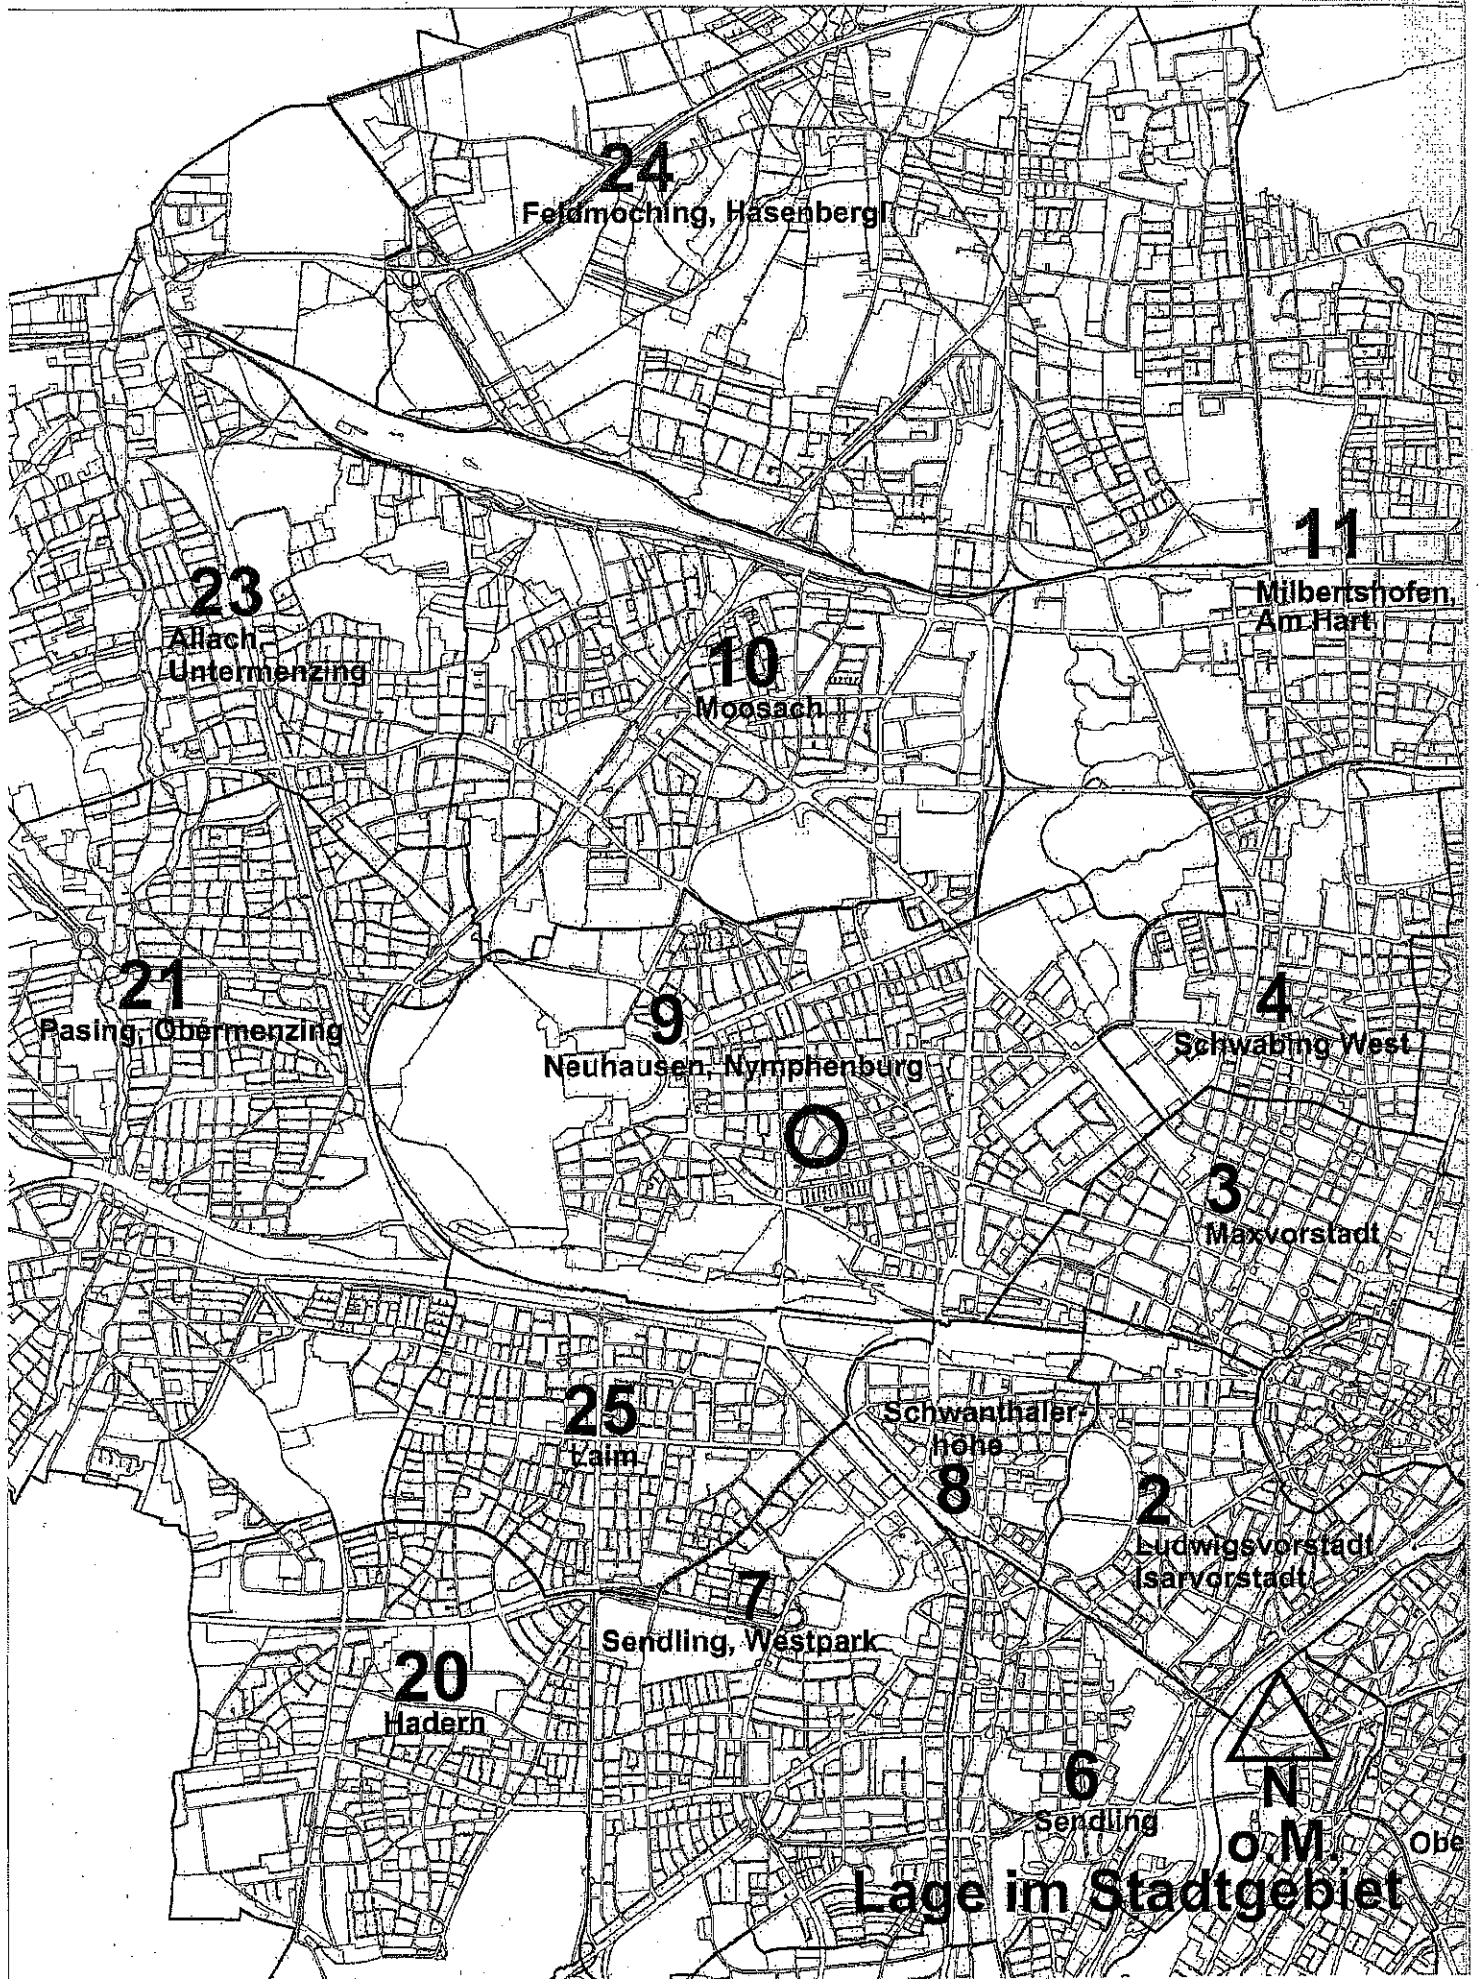 24
Feldmoching, Hasenbergl
11
Milbertshofen,
Am Hart
23
Allach,
Untermenzing
10
Moosach
21
Pasing, Obermenzing
9
Neuhausen, Nymphenburg
4
Schwabing West
3
Maxvorstadt
25
Laim
Schwanthaler-
höhe
8
2
Ludwigsvorstadt
Isarvorstadt
7
Sendling, Westpark
20
Hadern
6
Sendling
N
o.M.
Obe
Lage im Stadtgebiet